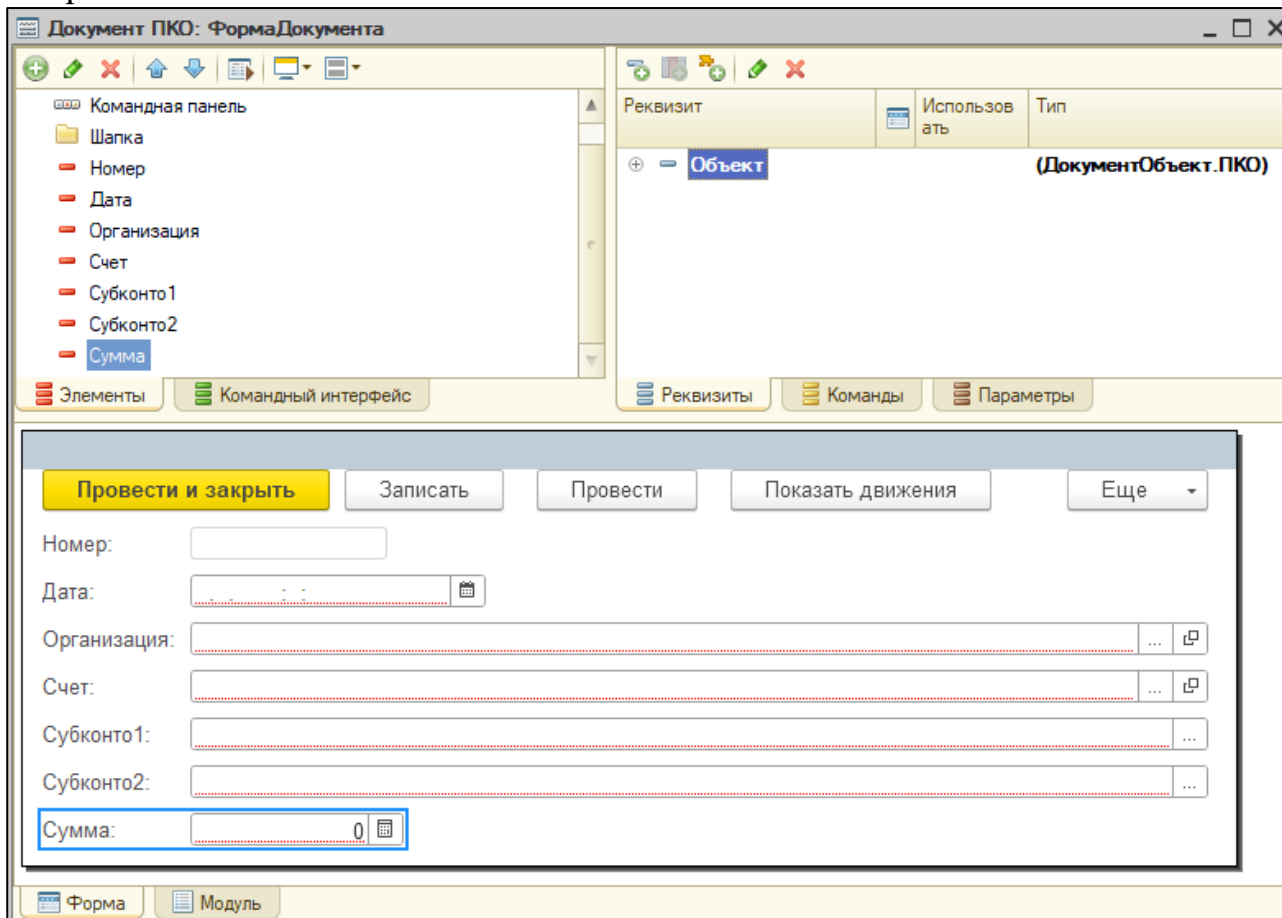 Документ ПКО: ФормаДокумента
Командная панель
Шапка
Номер
Дата
Организация
Счет
Субконто1
Субконто2
Сумма
Элементы Командный интерфейс
Реквизит Использов
ать Тип
Объект (ДокументОбъект.ПКО)
Реквизиты Команды Параметры
Провести и закрыть Записать Провести Показать движения Еще
Номер:
Дата: . . : :
Организация: ...
Счет: ...
Субконто1: ...
Субконто2: ...
Сумма: 0
Форма Модуль